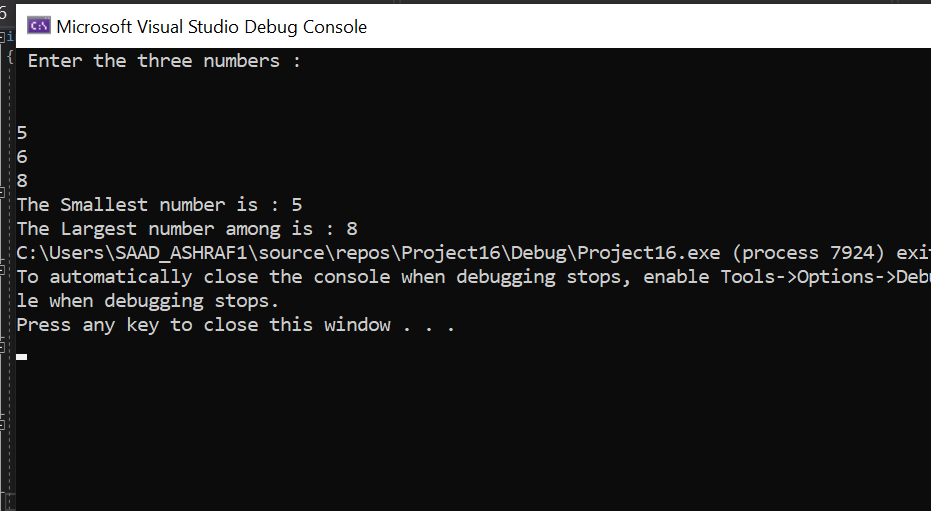 6
Microsoft Visual Studio Debug Console
Enter the three numbers :
5
6
8
The Smallest number is : 5
The Largest number among is : 8
C:\Users\SAAD_ASHRAF1\source\repos\Project16\Debug\Project16.exe (process 7924) exi
To automatically close the console when debugging stops, enable Tools->Options->Deb
le when debugging stops.
Press any key to close this window . . .